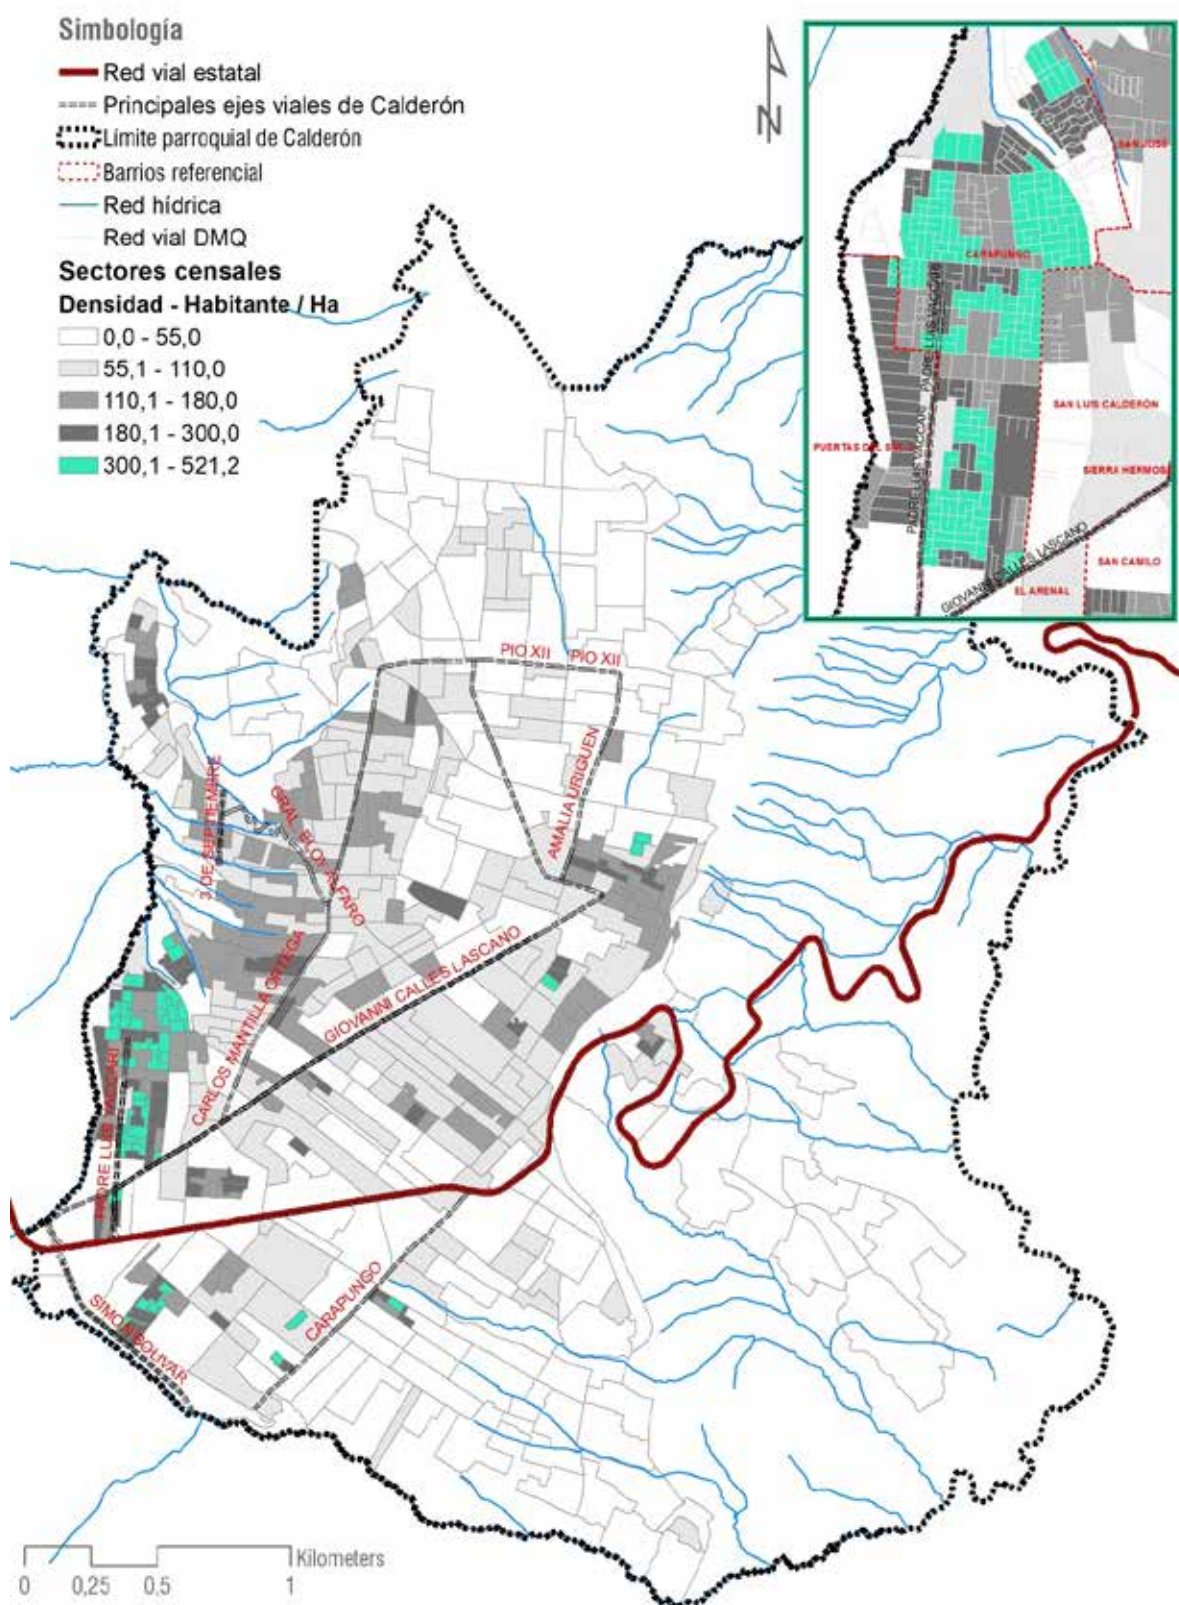 Simbología
Red vial estatal
Principales ejes viales de Calderón
Límite parroquial de Calderón
Barrios referencial
Red hídrica
Red vial DMQ
Sectores censales
Densidad - Habitante / Ha
0,0 - 55,0
55,1 - 110,0
110,1 - 180,0
180,1 - 300,0
300,1 - 521,2
N
SAN JOSE
CARAPUNGO
PADRE LUIS VACCARI
PADRE LUIS VACCARI
SAN LUIS CALDERÓN
PUERTAS DEL SOL
SIERRA HERMOSA
GIOVANNI CALLES LASCANO
SAN CAMILO
EL ARENAL
PIO XII
PIO XII
AMALIA URIGUEN
3 DE SEPTIEMBRE
GRAL. ELOY ALFARO
CARLOS MANTILLA ORTEGA
GIOVANNI CALLES LASCANO
PADRE LUIS VACCARI
SIMON BOLIVAR
CARAPUNGO
Kilometers
0 0,25 0.5 1